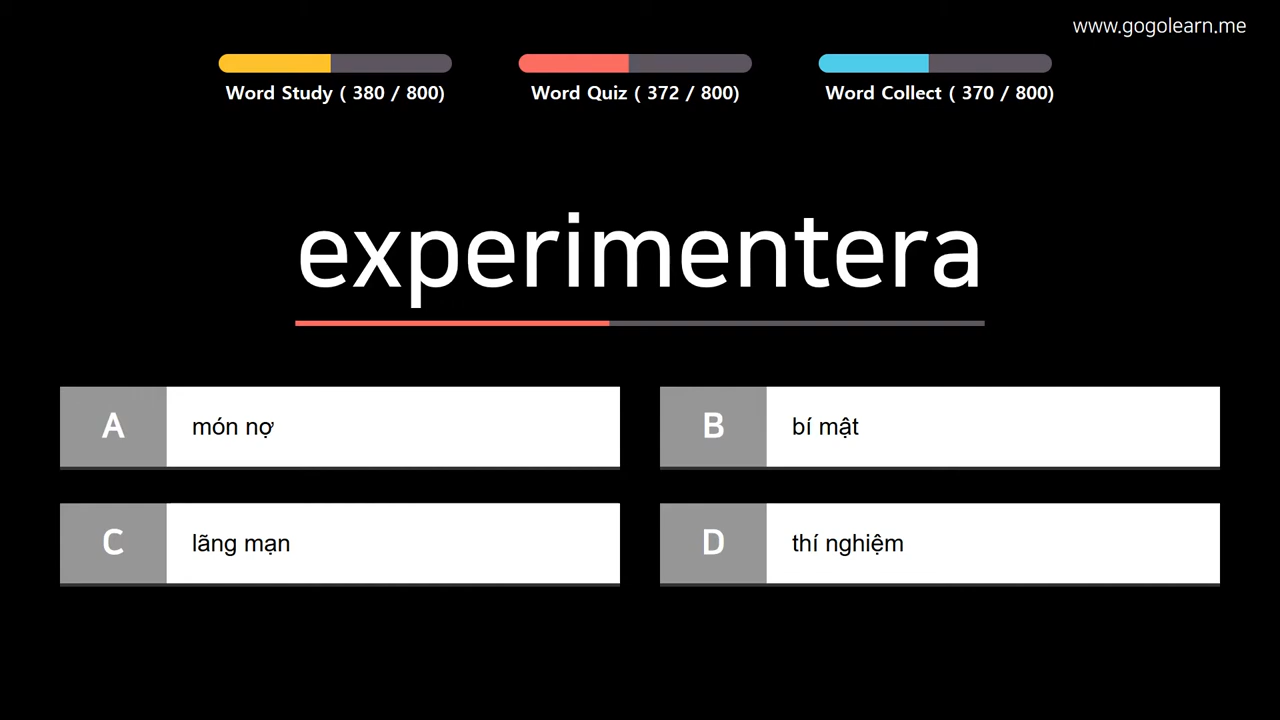 www.gogolearn.me
Word Study ( 380 / 800)
Word Quiz ( 372 / 800)
Word Collect ( 370 / 800)
experimentera
A
món nợ
B
bí mật
C
lãng mạn
D
thí nghiệm